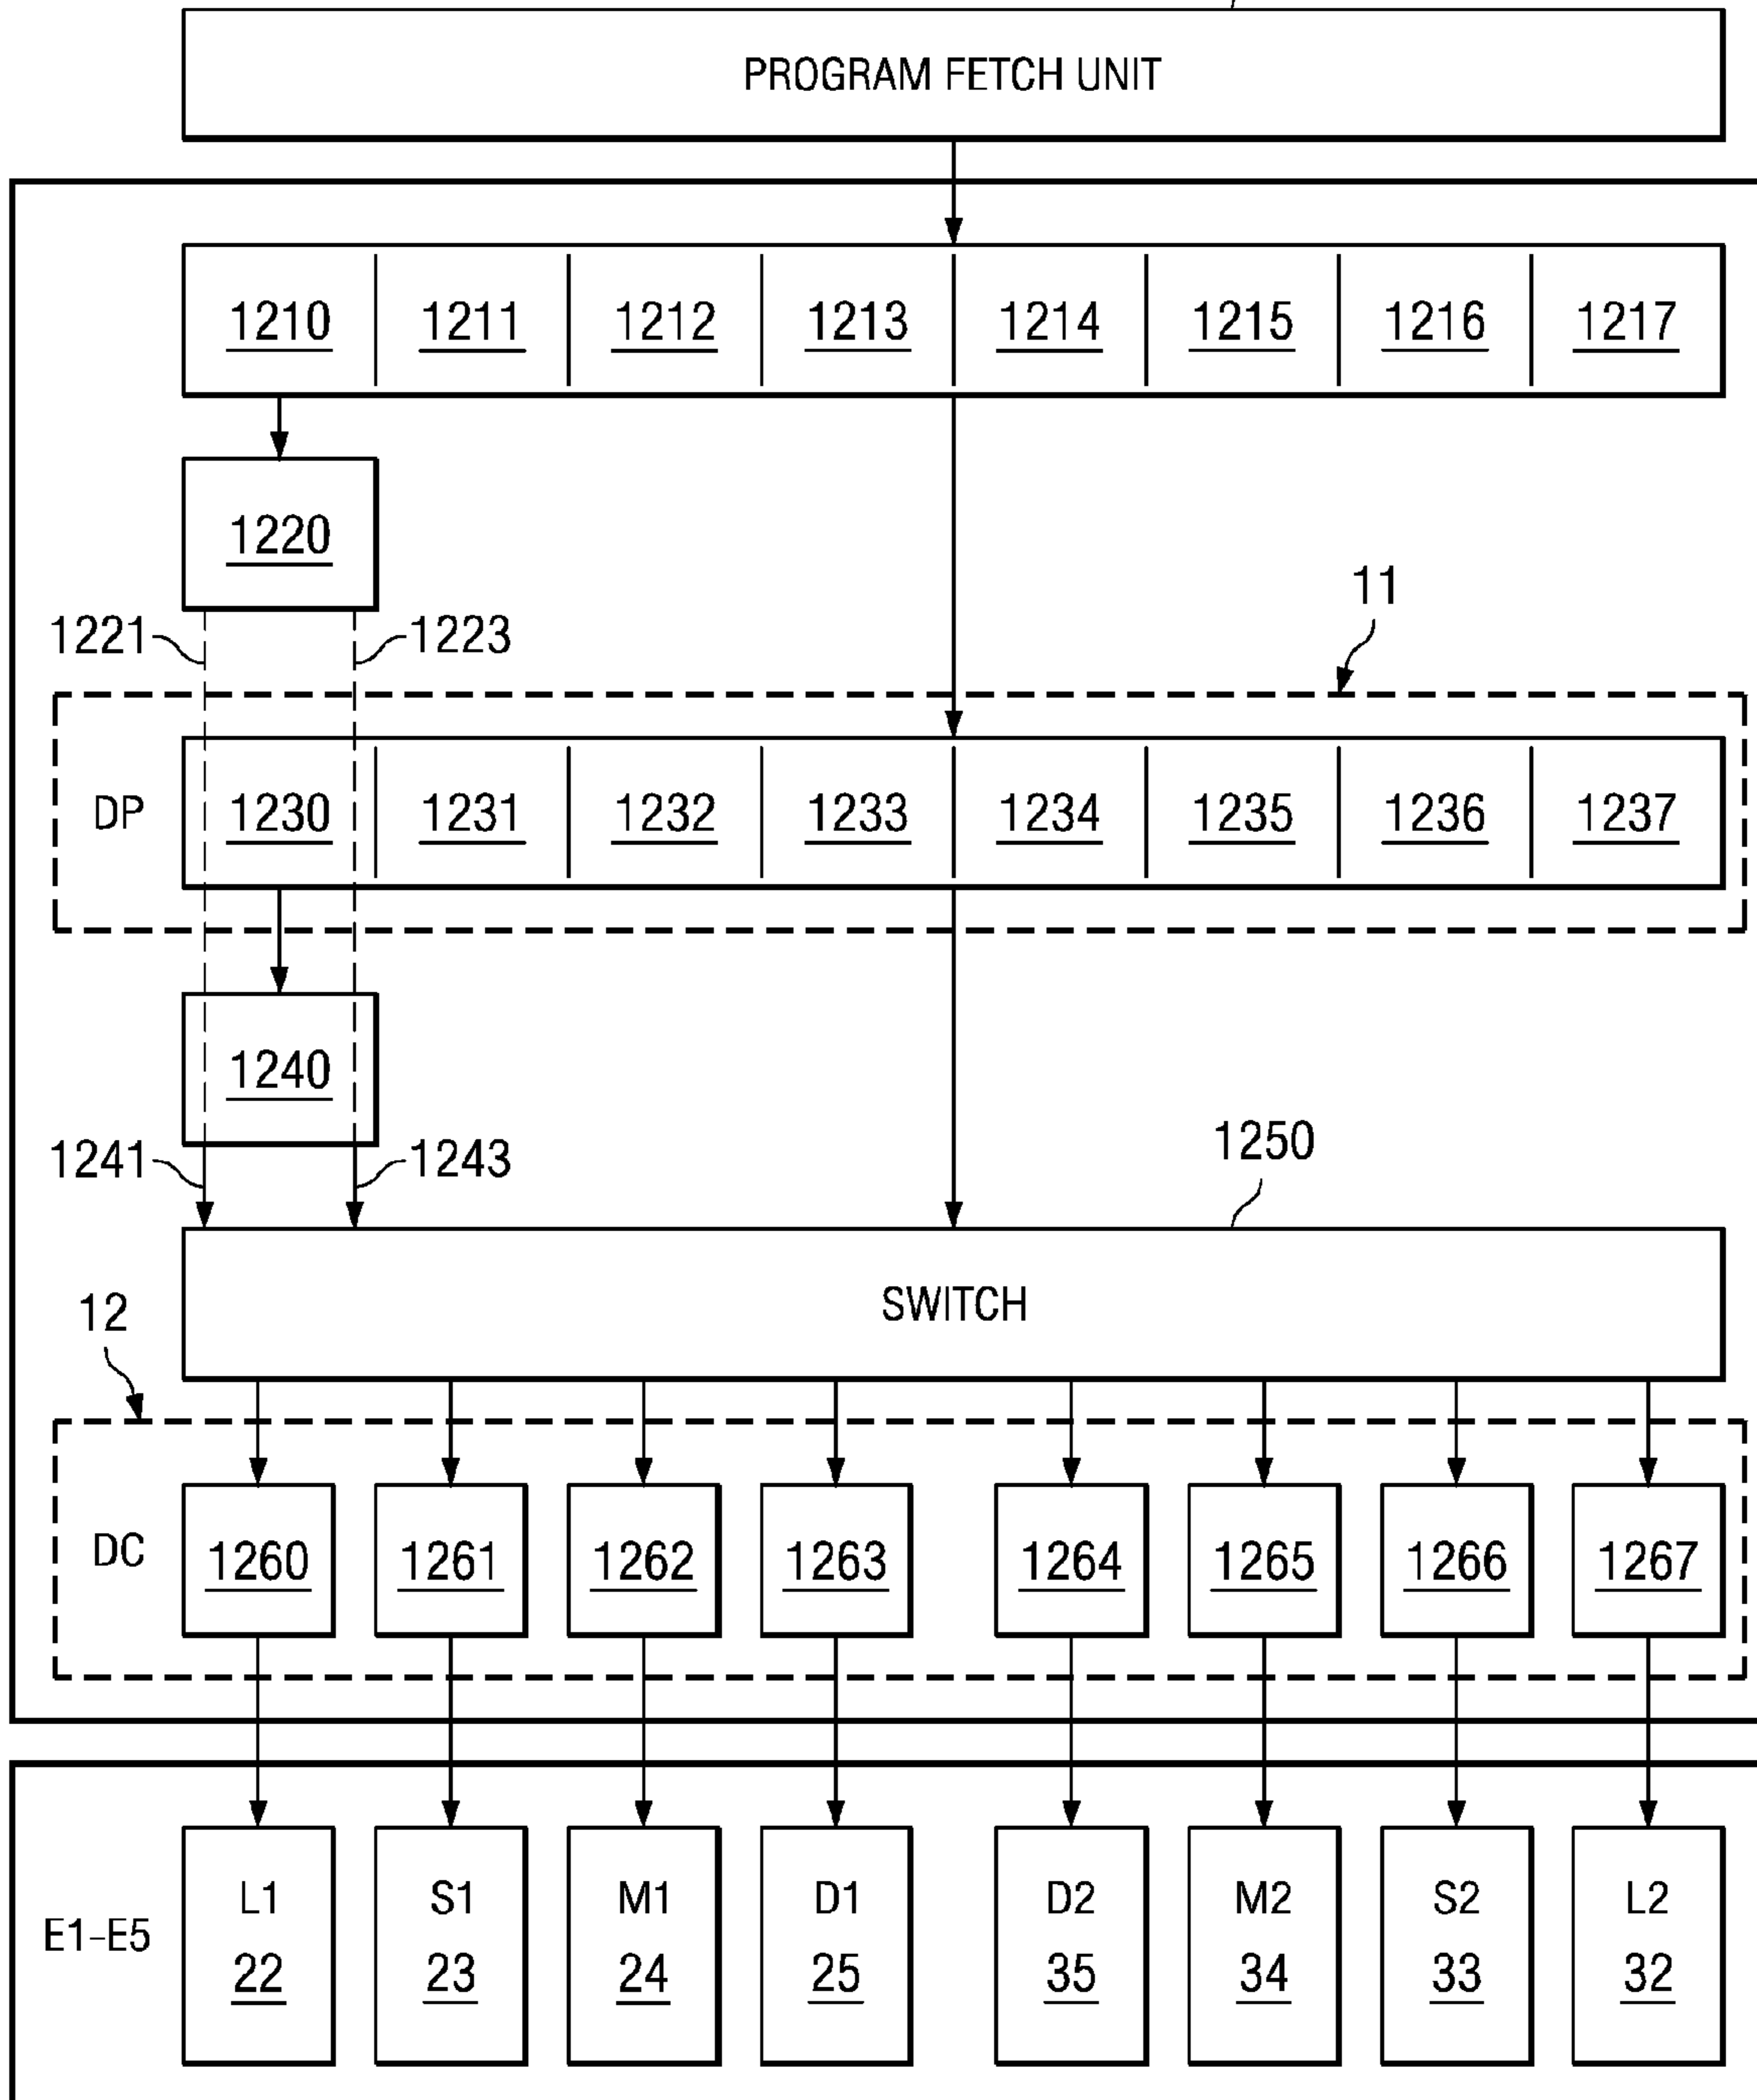 PROGRAM FETCH UNIT
1210 1211 1212 1213 1214 1215 1216 1217
1220
11
1221 1223
DP 1230 1231 1232 1233 1234 1235 1236 1237
1240
1241 1243 1250
SWITCH
12
DC 1260 1261 1262 1263 1264 1265 1266 1267
L1 S1 M1 D1 D2 M2 S2 L2
E1-E5
22 23 24 25 35 34 33 32